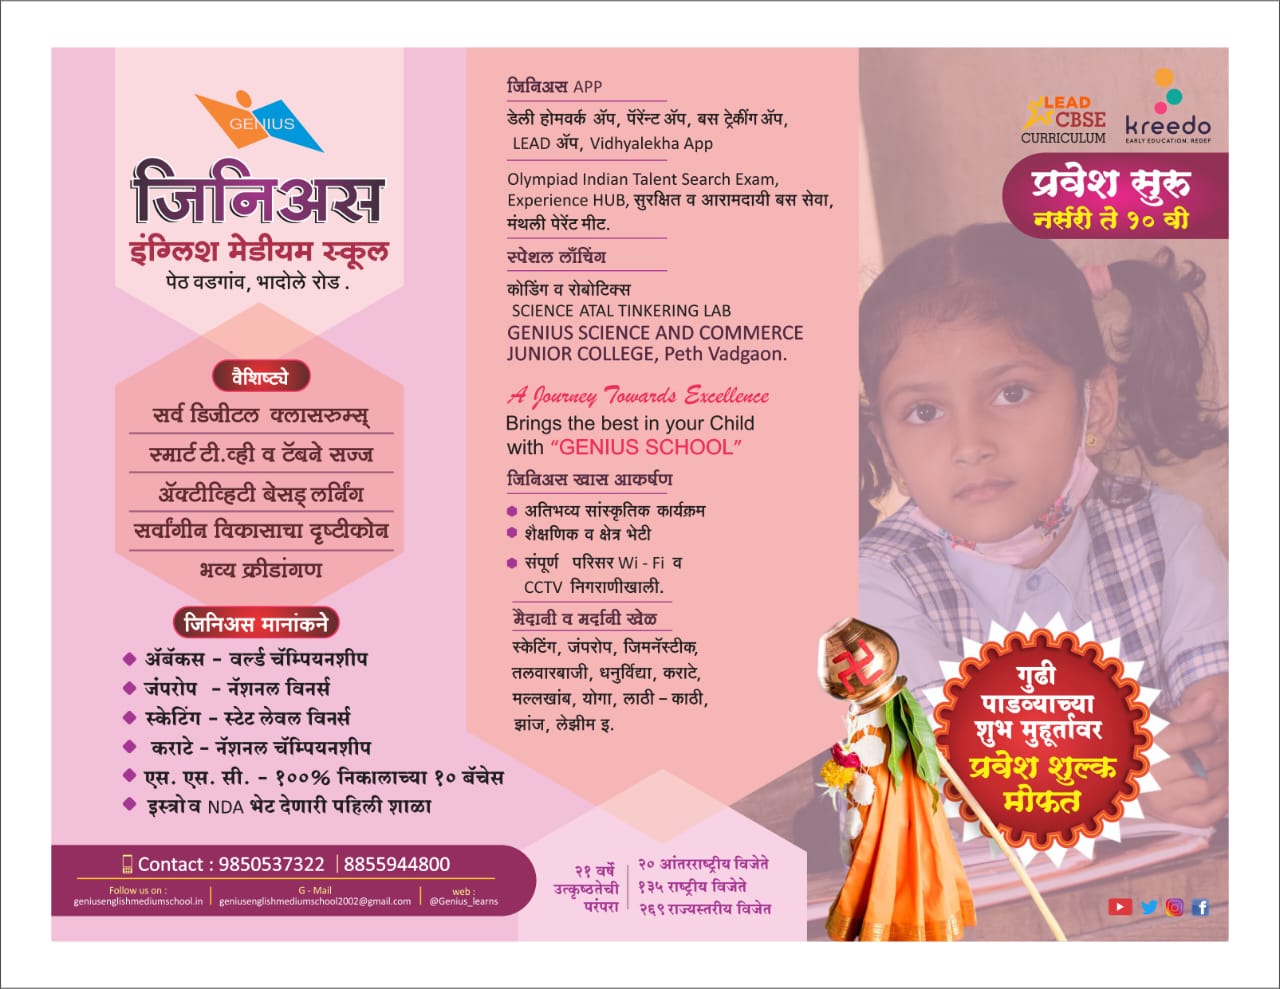 GENIUS
जिनिअस
इंग्लिश मेडीयम स्कूल
पेठ वडगांव, भादोले रोड .
वैशिष्ट्ये
सर्व डिजीटल क्लासरुम्स्
स्मार्ट टी.व्ही व टॅबने सज्ज
ॲक्टीव्हिटी बेसड् लर्निंग
सर्वांगीन विकासाचा दृष्टीकोन
भव्य क्रीडांगण
जिनिअस मानांकने
ॲबॅकस – वर्ल्ड चॅम्पियनशीप
जंपरोप – नॅशनल विनर्स
स्केटिंग – स्टेट लेवल विनर्स
कराटे – नॅशनल चॅम्पियनशीप
एस. एस. सी. – १००% निकालाच्या १० बॅचेस
इस्त्रो व NDA भेट देणारी पहिली शाळा
Contact : 9850537322 | 8855944800
Follow us on :
geniusenglishmediumschool.in
G - Mail
geniusenglishmediumschool2002@gmail.com
web :
@Genius_learns
जिनिअस APP
डेली होमवर्क ॲप, पॅरेंन्ट ॲप, बस ट्रेकींग ॲप,
LEAD ॲप, Vidhyalekha App
Olympiad Indian Talent Search Exam,
Experience HUB, सुरक्षित व आरामदायी बस सेवा,
मंथली पेरेंट मीट.
स्पेशल लाँचिंग
कोडिंग व रोबोटिक्स
SCIENCE ATAL TINKERING LAB
GENIUS SCIENCE AND COMMERCE
JUNIOR COLLEGE, Peth Vadgaon.
A Journey Towards Excellence
Brings the best in your Child
with “GENIUS SCHOOL”
जिनिअस खास आकर्षण
अतिभव्य सांस्कृतिक कार्यक्रम
शैक्षणिक व क्षेत्र भेटी
संपूर्ण परिसर Wi - Fi व
CCTV निगराणीखाली.
मैदानी व मर्दानी खेळ
स्केटिंग, जंपरोप, जिमनॅस्टीक,
तलवारबाजी, धनुर्विद्या, कराटे,
मल्लखांब, योगा, लाठी – काठी,
झांज, लेझीम इ.
२१ वर्षे
उत्कृष्ठतेची
परंपरा
२० आंतरराष्ट्रीय विजेते
१३५ राष्ट्रीय विजेते
२६९ राज्यस्तरीय विजेत
LEAD
CBSE
CURRICULUM
kreedo
EARLY EDUCATION. REDEF
प्रवेश सुरु
नर्सरी ते १० वी
गुढी
पाडव्याच्या
शुभ मुहूर्तावर
प्रवेश शुल्क
मोफत